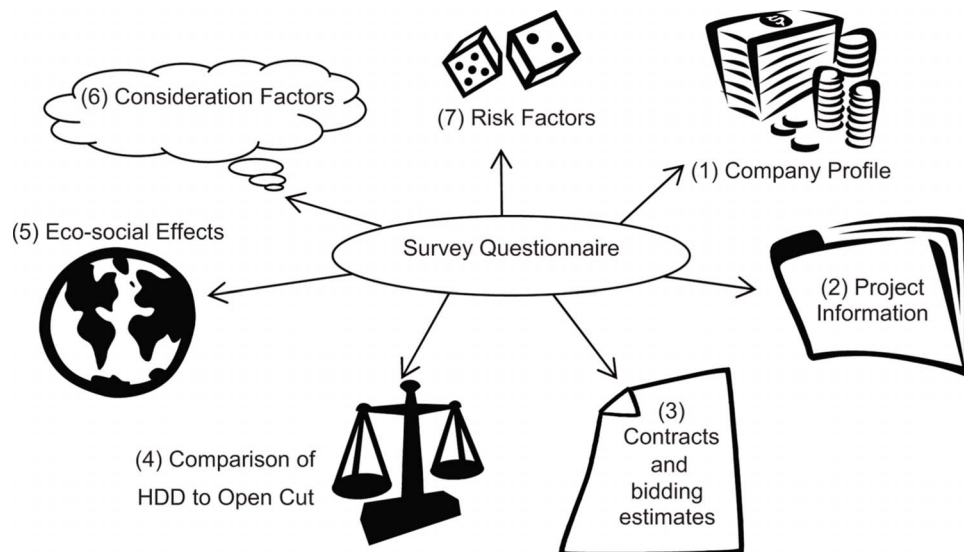 (6) Consideration Factors
(7) Risk Factors
(1) Company Profile
(5) Eco-social Effects
Survey Questionnaire
(2) Project
Information
(3)
Contracts
and
bidding
estimates
(4) Comparison of
HDD to Open Cut